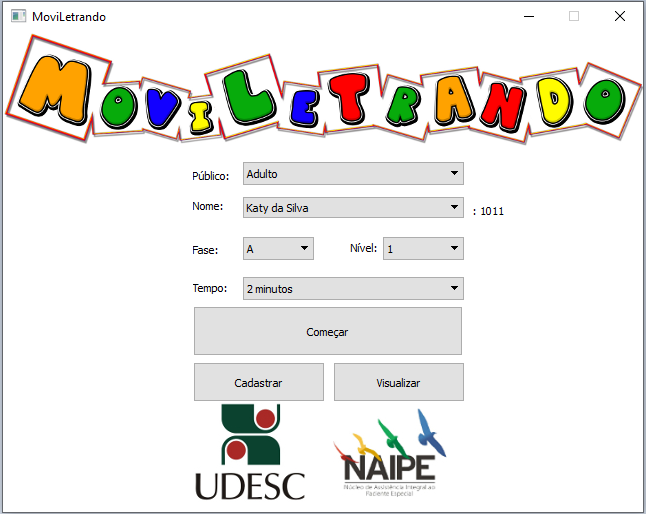 MoviLetrando
MOVILETRANDO
Público: Adulto
Nome: Katy da Silva : 1011
Fase: A Nível: 1
Tempo: 2 minutos
Começar
Cadastrar Visualizar
UDESC
NAIPE
Núcleo de Assistência Integral ao
Paciente Especial